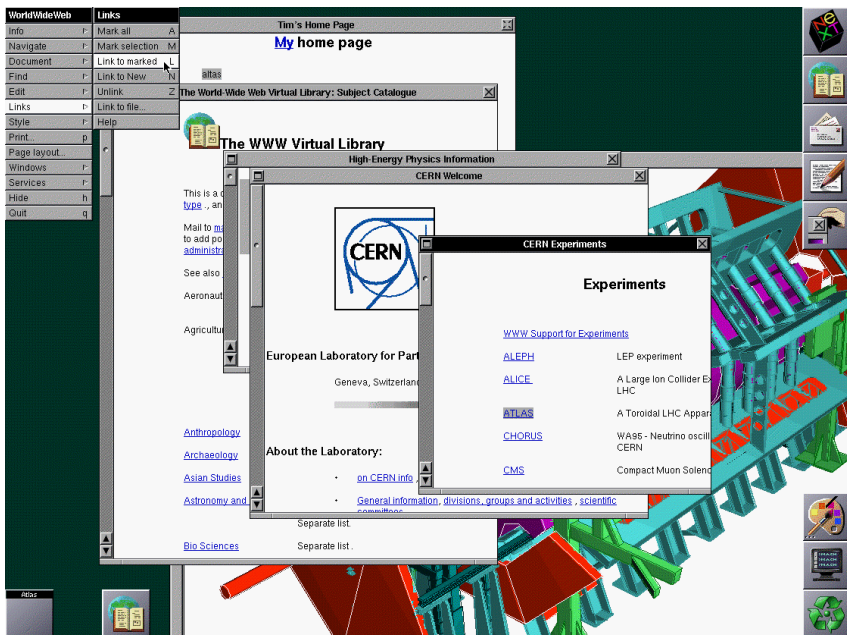 WorldWideWeb
Info
Navigate
Document
Find
Edit
Links
Style
Print... p
Page layout...
Windows
Services
Hide h
Quit q
Links
Mark all A
Mark selection M
Link to marked L
Link to New N
Unlink Z
Link to file...
Help
Tim's Home Page
My home page
atlas
The World-Wide Web Virtual Library: Subject Catalogue
The WWW Virtual Library
This is a
type ., an
Mail to
to add po
administr
See also
Aeronaut
Agricultu
Anthropology
Archaeology
Asian Studies
Astronomy and
Separate list.
Bio Sciences Separate list .
High-Energy Physics Information
CERN Welcome
CERN
European Laboratory for Part
Geneva, Switzerland
About the Laboratory:
• on CERN info ,
• General information, divisions, groups and activities , scientific
committees
CERN Experiments
Experiments
WWW Support for Experiments
ALEPH LEP experiment
ALICE A Large Ion Collider E
LHC
ATLAS A Toroidal LHC Appar
CHORUS WA95 - Neutrino oscill
CERN
CMS Compact Muon Soleno
NeXT
Atlas